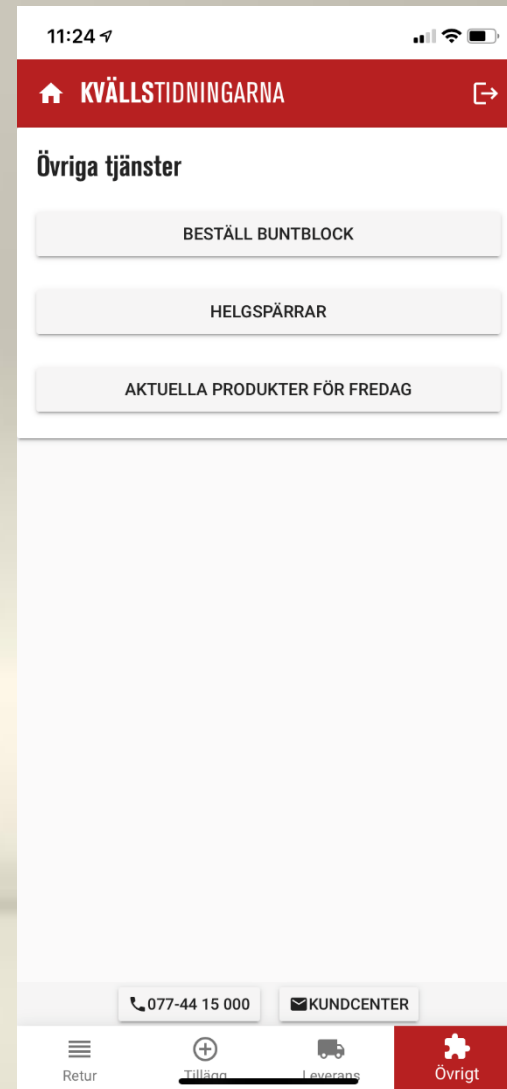 11:24
KVÄLLSTIDNINGARNA
Övriga tjänster
BESTÄLL BUNTBLOCK
HELGSPÄRRAR
AKTUELLA PRODUKTER FÖR FREDAG
077-44 15 000 KUNDCENTER
Retur Tillägg Leverans Övrigt